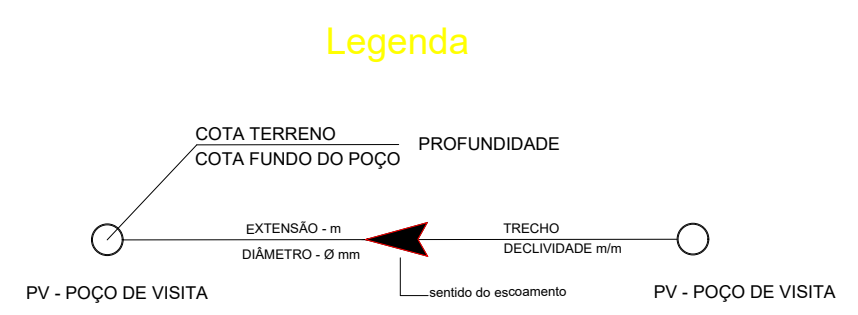 Legenda
COTA TERRENO
COTA FUNDO DO POÇO
PROFUNDIDADE
EXTENSÃO - m
DIÂMETRO - Ø mm
TRECHO
DECLIVIDADE m/m
sentido do escoamento
PV - POÇO DE VISITA
PV - POÇO DE VISITA